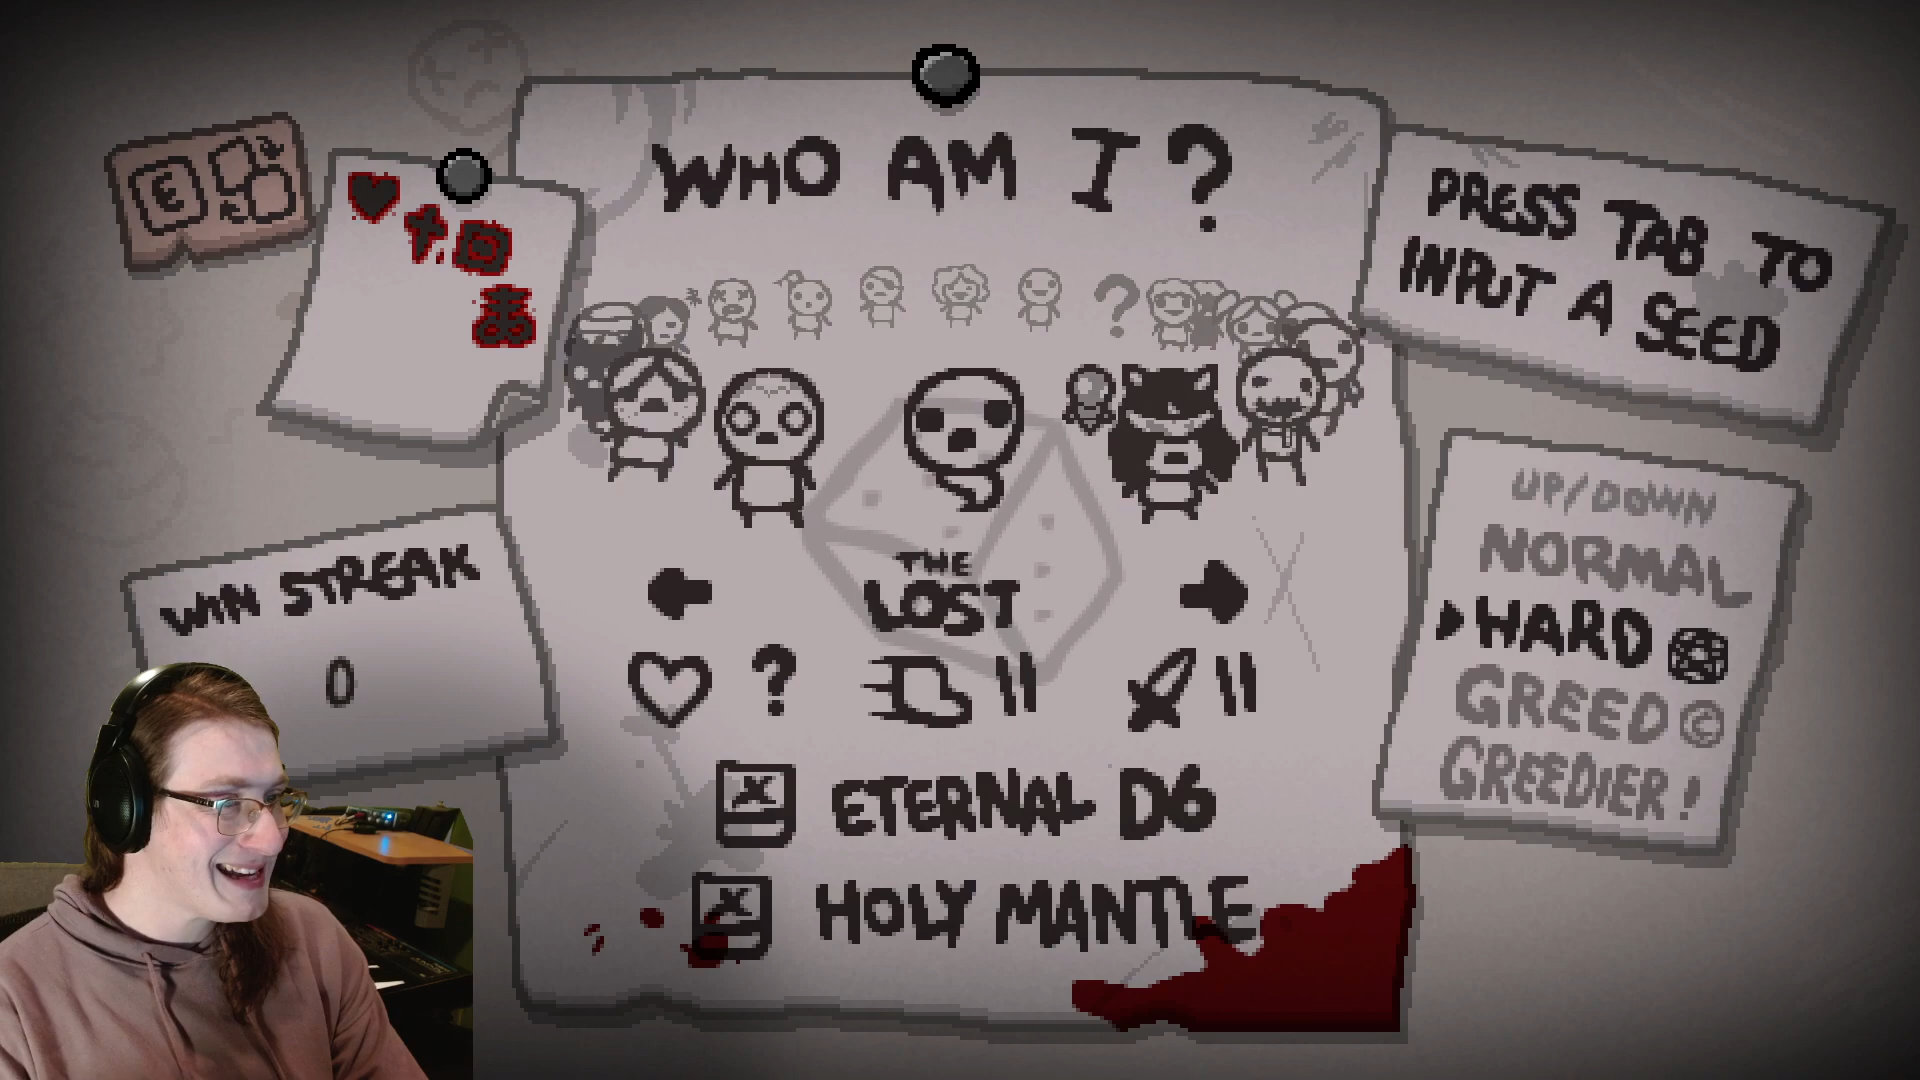 WHO AM I?
PRESS TAB TO
INPUT A SEED
WIN STREAK
0
THE
LOST
?
ETERNAL D6
HOLY MANTLE
UP/DOWN
NORMAL
HARD
GREED
GREEDIER!